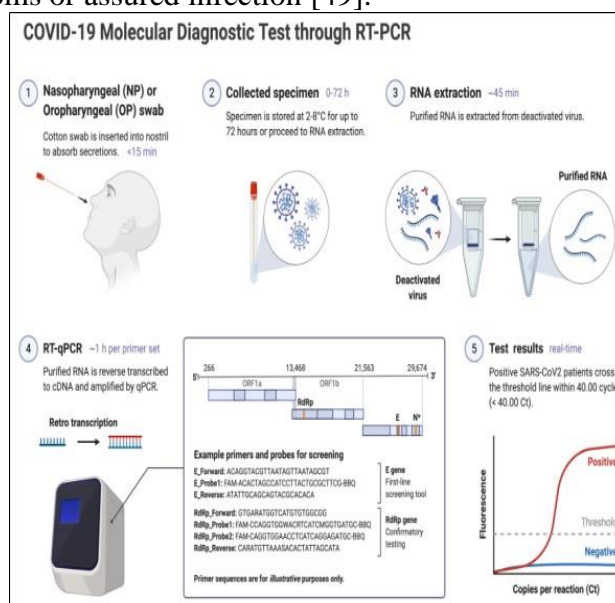 oms or assured infection [49].
COVID-19 Molecular Diagnostic Test through RT-PCR
1
Nasopharyngeal (NP) or
Oropharyngeal (OP) swab
Cotton swab is inserted into nostril
to absorb secretions. <15 min
2
Collected specimen 0-72 h
Specimen is stored at 2-8°C for up to
72 hours or proceed to RNA extraction.
3
RNA extraction ~45 min
Purified RNA is extracted from deactivated virus.
Purified RNA
Deactivated
virus
4
RT-qPCR ~1 h per primer set
Purified RNA is reverse transcribed
to cDNA and amplified by qPCR.
Retro transcription
266 13,468 21,563 29,674
5' ORF1a ORF1b 3'
RdRp
E N*
Example primers and probes for screening
E_Forward: ACAGGTACGTTAATAGTTAATAGCGT
E_Probe1: FAM-ACACTAGCCATCCTTACTGCGCTTCG-BBQ
E_Reverse: ATATTGCAGCAGTACGCACACA
E gene
First-line
screening tool
RdRp_Forward: GTGARATGGTCATGTGTGGCGG
RdRp_Probe1: FAM-CCAGGTGGWACRTCATCMGGTGATGC-BBQ
RdRp_Probe2: FAM-CAGGTGGAACCTCATCAGGAGATGC-BBQ
RdRp_Reverse: CARATGTTAAASACACTATTAGCATA
RdRp gene
Confirmatory
testing
Primer sequences are for illustrative purposes only.
5
Test results real-time
Positive SARS-CoV2 patients cross
the threshold line within 40.00 cycle
(< 40.00 Ct).
Fluorescence
Positive
Threshold
Negative
Copies per reaction (Ct)